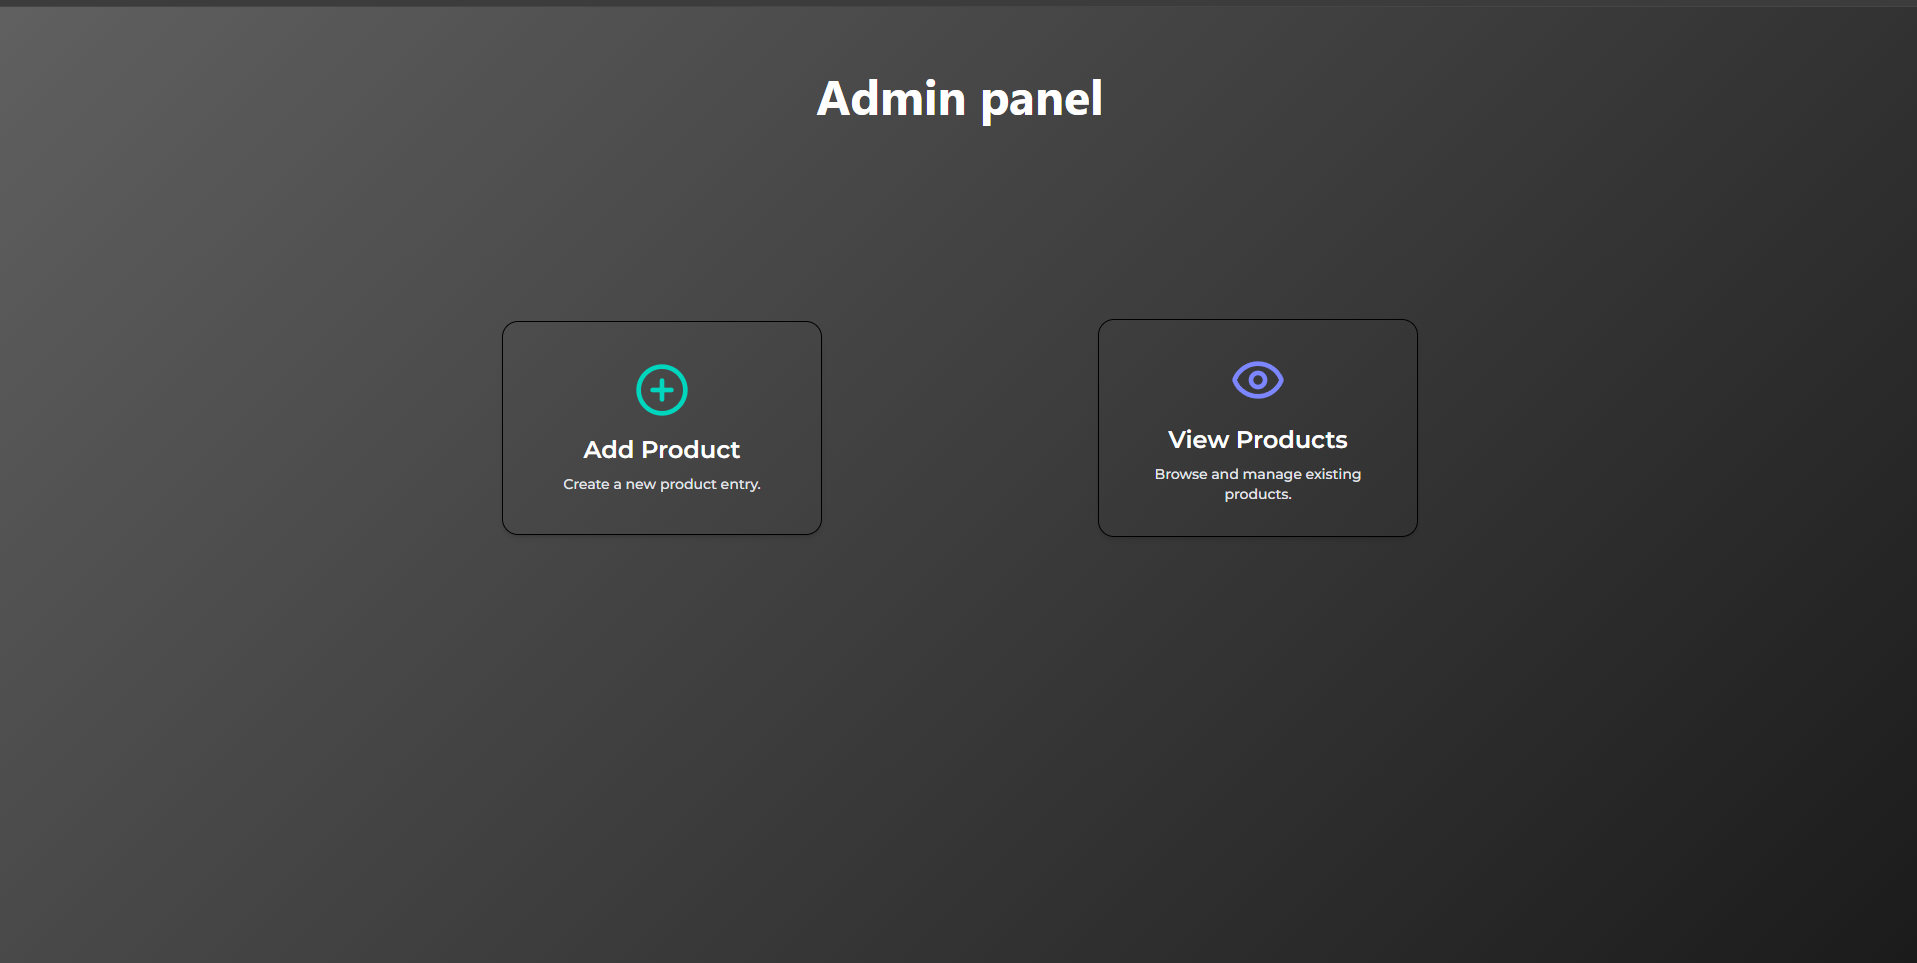 Admin panel
Add Product
Create a new product entry.
View Products
Browse and manage existing
products.